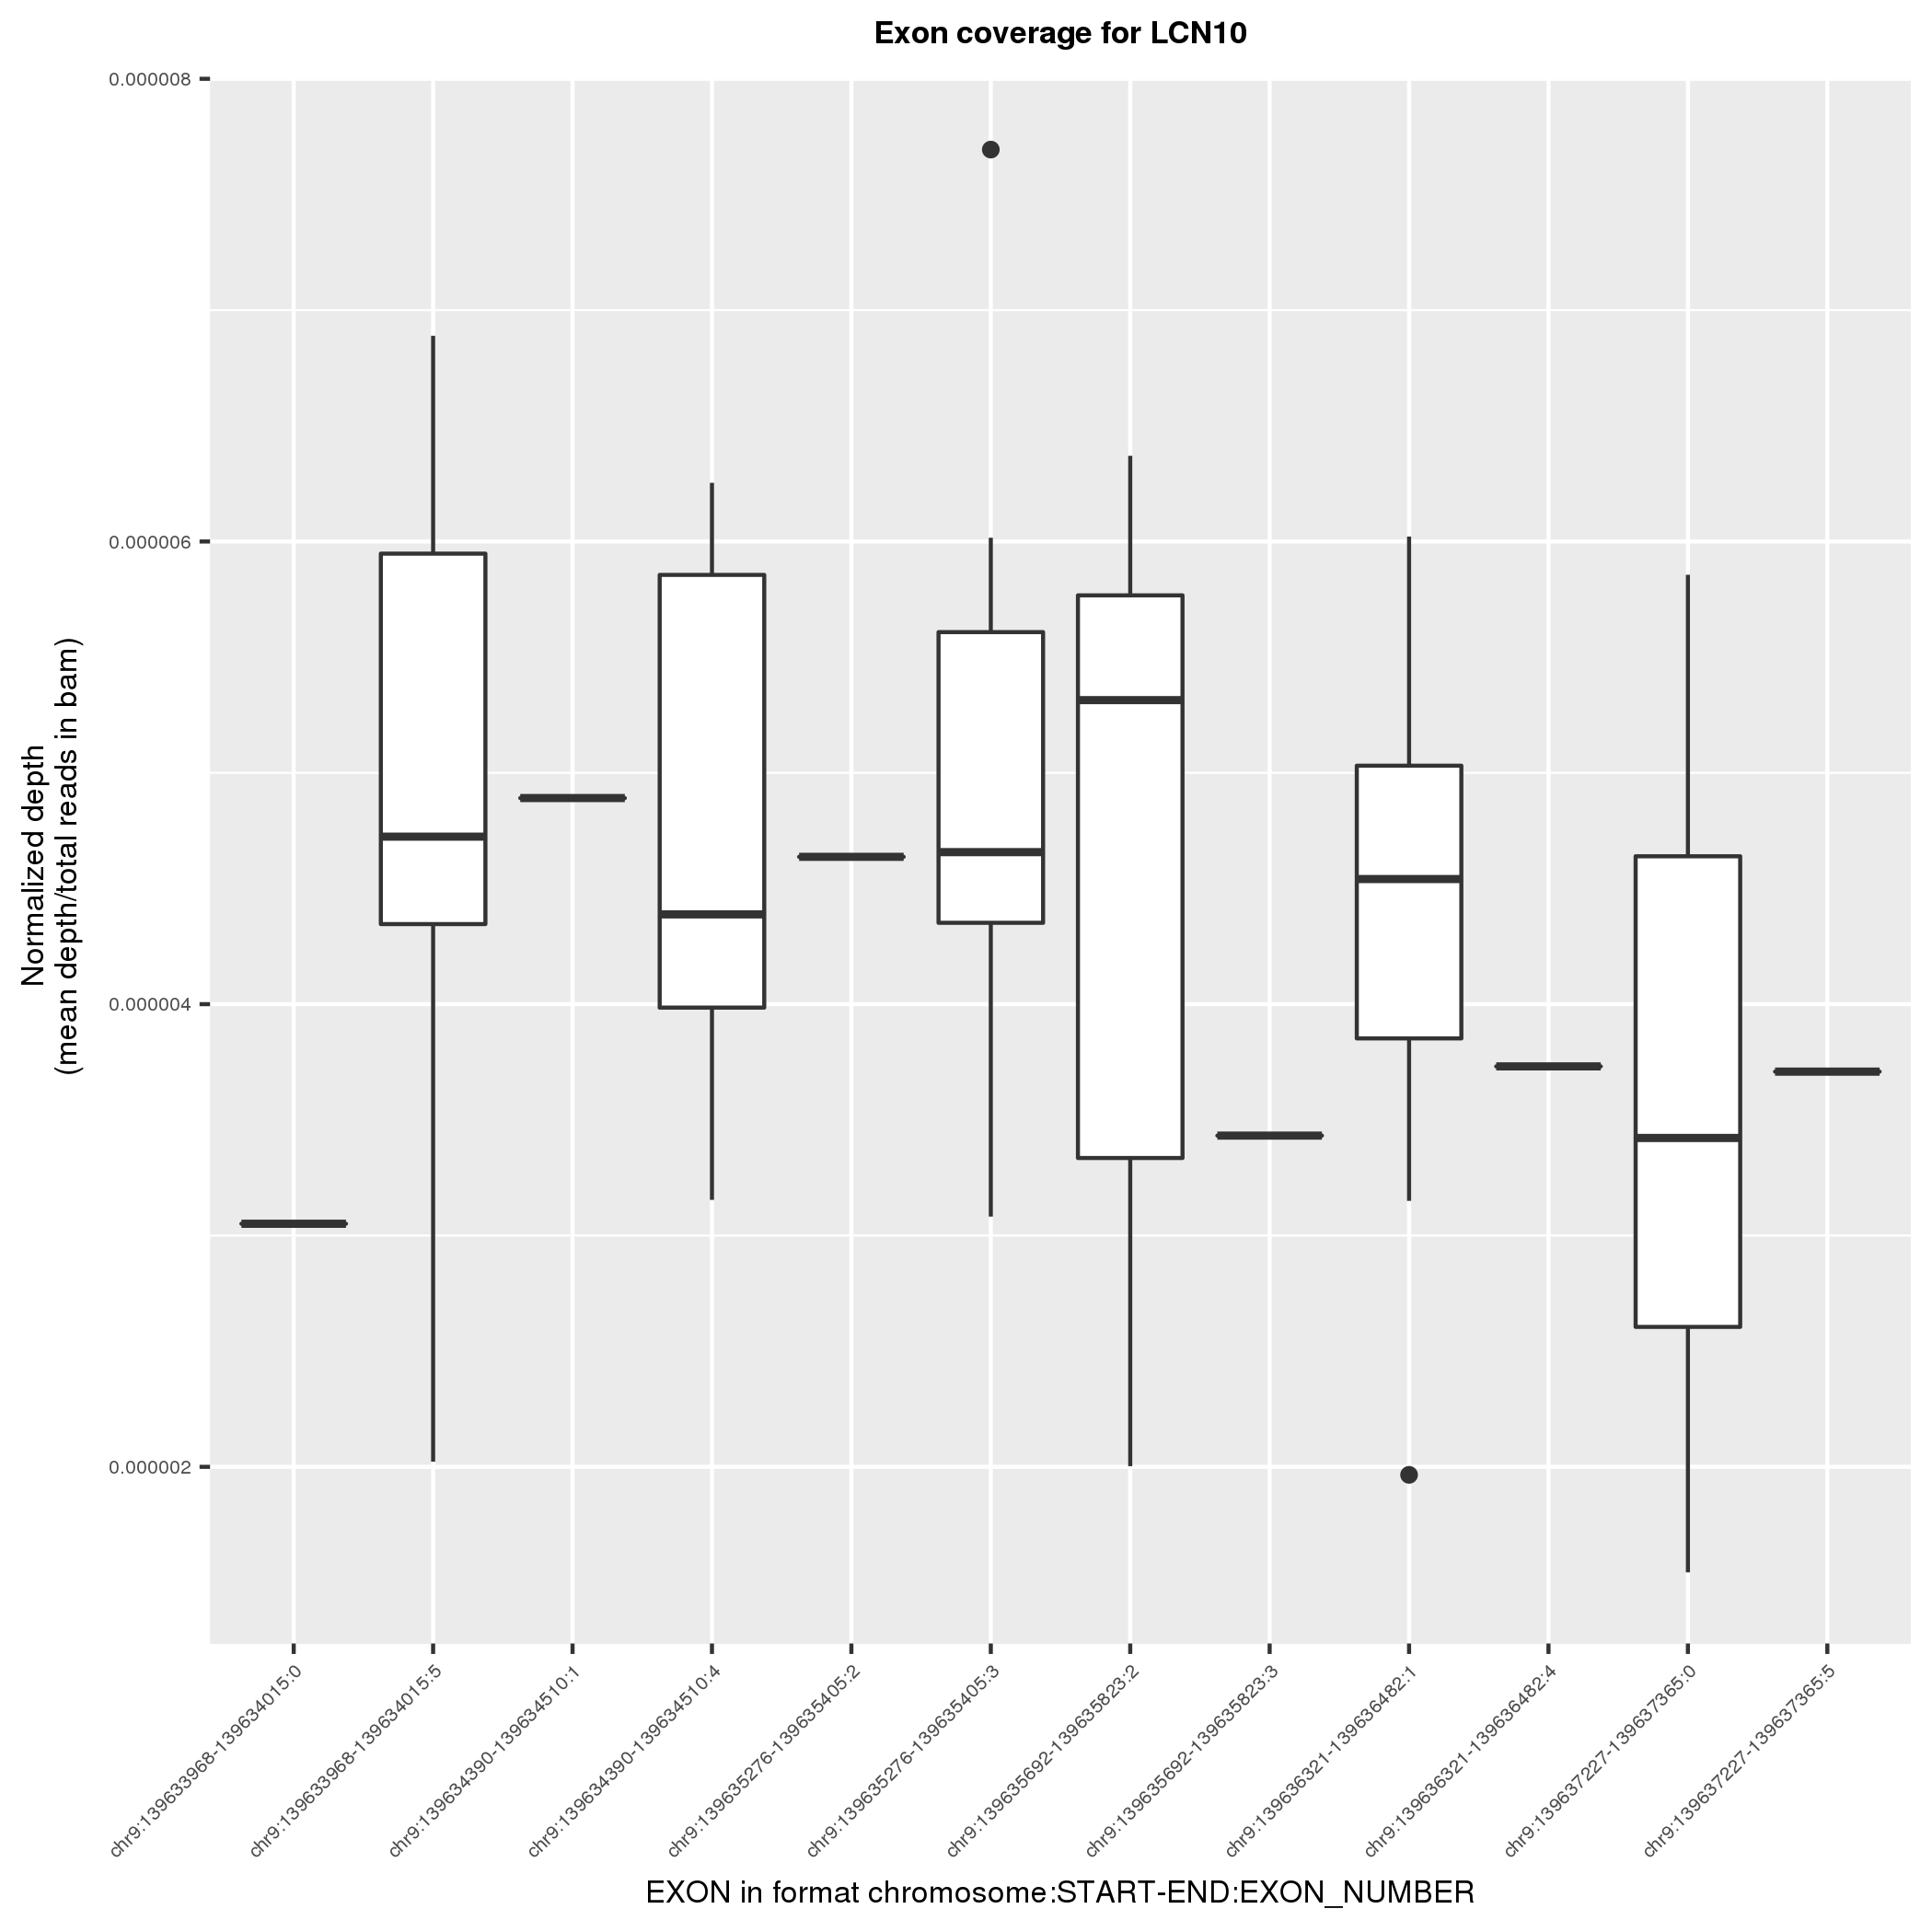 Exon coverage for LCN10
0.000008
0.000006
0.000004
0.000002
Normalized depth
(mean depth/total reads in bam)
chr9:139633968-139634015:0
chr9:139633968-139634015:5
chr9:139634390-139634510:1
chr9:139634390-139634510:4
chr9:139635276-139635405:2
chr9:139635276-139635405:3
chr9:139635692-139635823:2
chr9:139635692-139635823:3
chr9:139636321-139636482:1
chr9:139636321-139636482:4
chr9:139637227-139637365:0
chr9:139637227-139637365:5
EXON in format chromosome:START-END:EXON_NUMBER